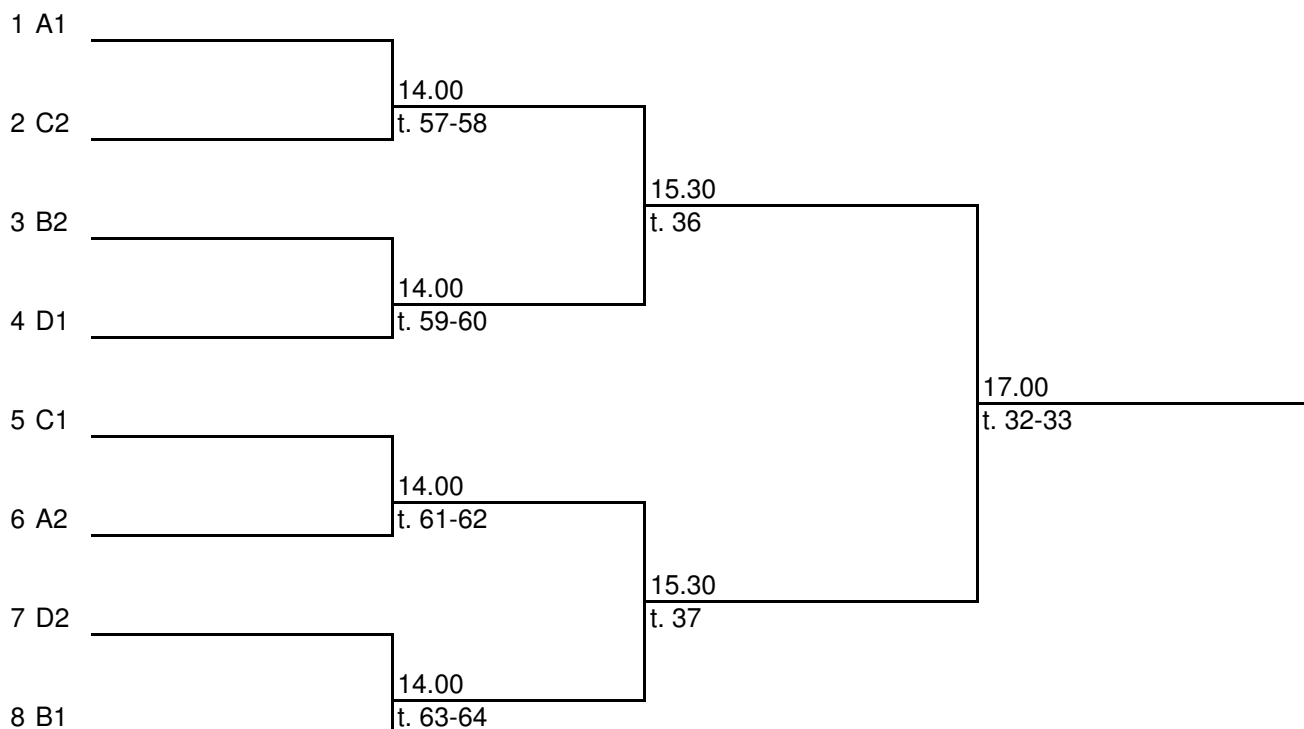 1 A1
14.00
2 C2
t. 57-58
15.30
3 B2
t. 36
14.00
4 D1
t. 59-60
17.00
5 C1
t. 32-33
14.00
6 A2
t. 61-62
15.30
7 D2
t. 37
14.00
8 B1
t. 63-64